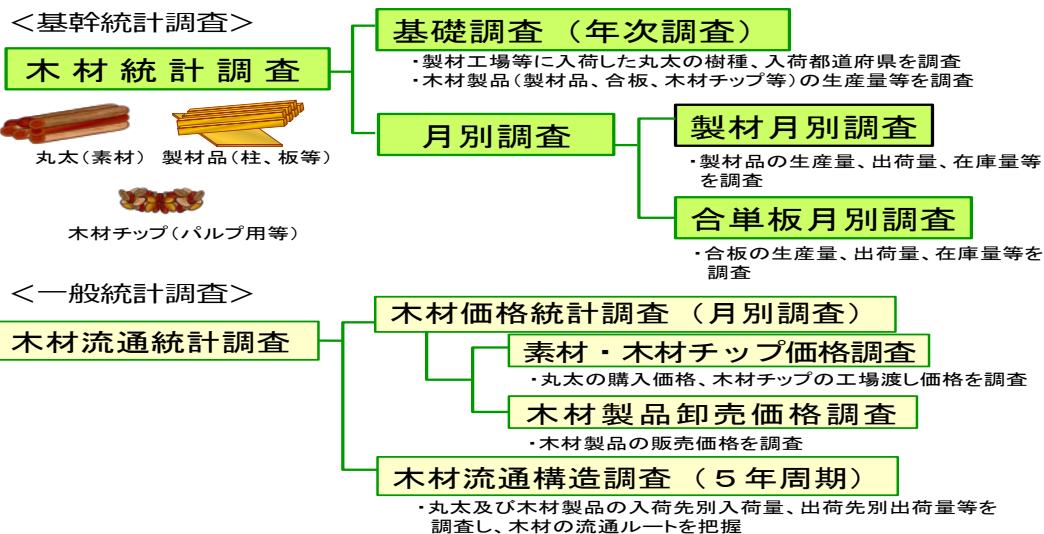 ＜基幹統計調査＞
木材統計調査
基礎調査（年次調査）
・製材工場等に入荷した丸太の樹種、入荷都道府県を調査
・木材製品（製材品、合板、木材チップ等）の生産量等を調査
丸太（素材）
製材品（柱、板等）
木材チップ（パルプ用等）
月別調査
製材月別調査
・製材品の生産量、出荷量、在庫量等
を調査
合単板月別調査
・合板の生産量、出荷量、在庫量等を
調査
＜一般統計調査＞
木材流通統計調査
木材価格統計調査（月別調査）
素材・木材チップ価格調査
・丸太の購入価格、木材チップの工場渡し価格を調査
木材製品卸売価格調査
・木材製品の販売価格を調査
木材流通構造調査（５年周期）
・丸太及び木材製品の入荷先別入荷量、出荷先別出荷量等を
調査し、木材の流通ルートを把握